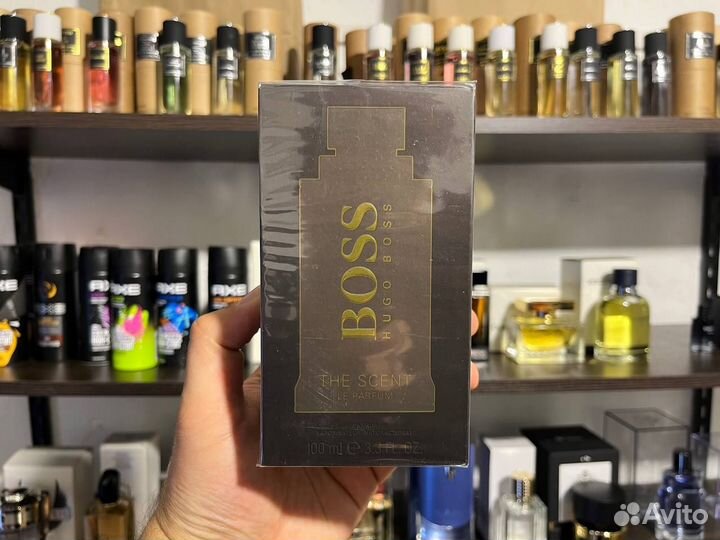 BOSS
HUGO BOSS
THE SCENT
LE PARFUM
100 ml ℮ 3.3 FL. OZ.
AXE
AXE
AXE
AXE
Avito